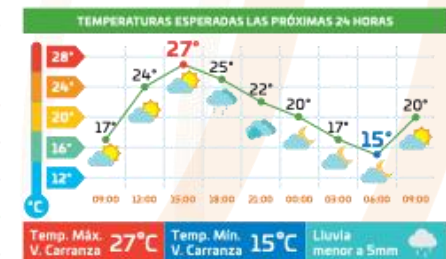 TEMPERATURAS ESPERADAS LAS PRÓXIMAS 24 HORAS
28°
24°
20°
16°
12°
°C
17°
24°
27°
25°
22°
20°
17°
15°
20°
09:00 12:00 15:00 18:00 21:00 00:00 03:00 06:00 09:00
Temp. Máx.
V. Carranza
27°C
Temp. Mín.
V. Carranza
15°C
Lluvia
menor a 5mm